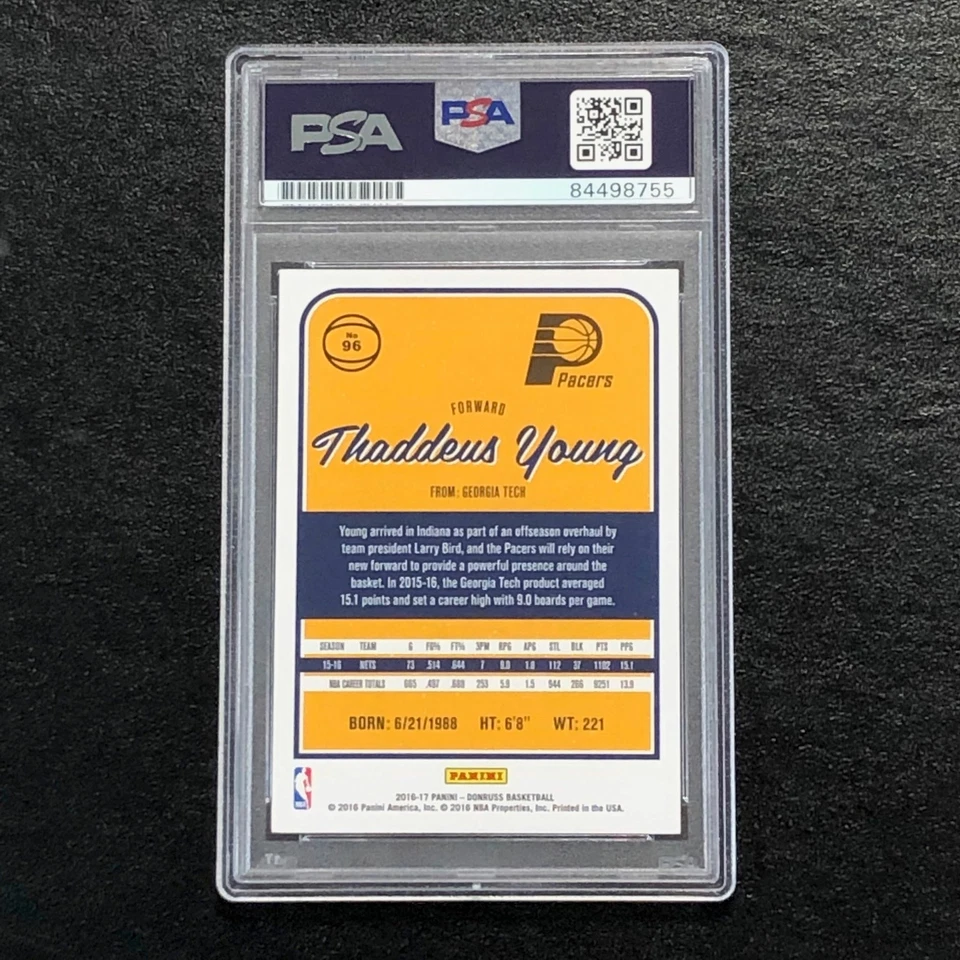 PSA
PSA
84498755
No
96
Pacers
FORWARD
Thaddeus Young
FROM: GEORGIA TECH
Young arrived in Indiana as part of an offseason overhaul by
team president Larry Bird, and the Pacers will rely on their
new forward to provide a powerful presence around the
basket. In 2015-16, the Georgia Tech product averaged
15.1 points and set a career high with 9.0 boards per game.
SEASON TEAM G FG% FT% 3PM RPG APG STL BLK PTS PPG
15-16 NETS 73 .514 .644 7 9.0 1.8 112 37 1102 15.1
NBA CAREER TOTALS 665 .497 253 5.9 1.5 944 9251 13.9
BORN: 6/21/1988 HT: 6'8" WT: 221
PANINI
2016-17 PANINI – DONRUSS BASKETBALL
© 2016 Panini America, Inc. © 2016 NBA Properties, Inc. Printed in the USA.